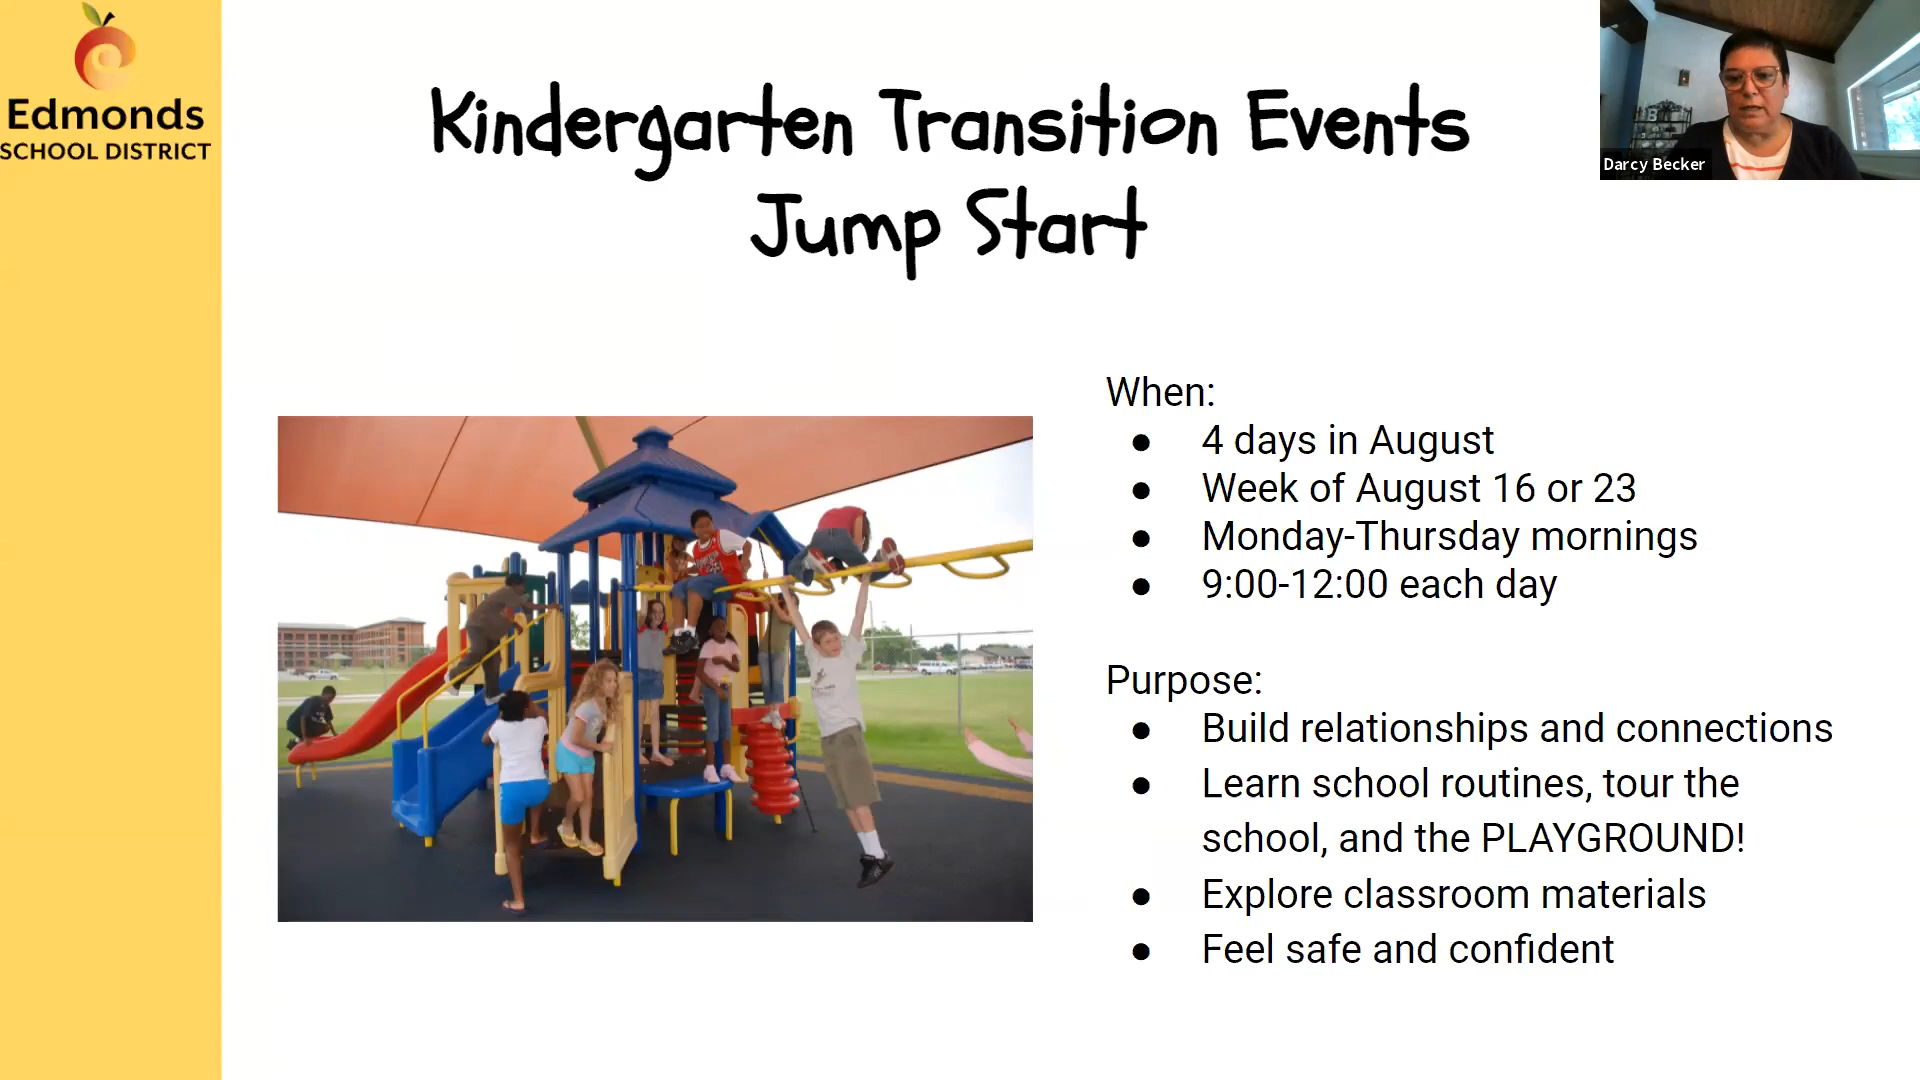 Edmonds
SCHOOL DISTRICT
Kindergarten Transition Events
Jump Start
Darcy Becker
When:
● 4 days in August
● Week of August 16 or 23
● Monday-Thursday mornings
● 9:00-12:00 each day
Purpose:
● Build relationships and connections
● Learn school routines, tour the
school, and the PLAYGROUND!
● Explore classroom materials
● Feel safe and confident